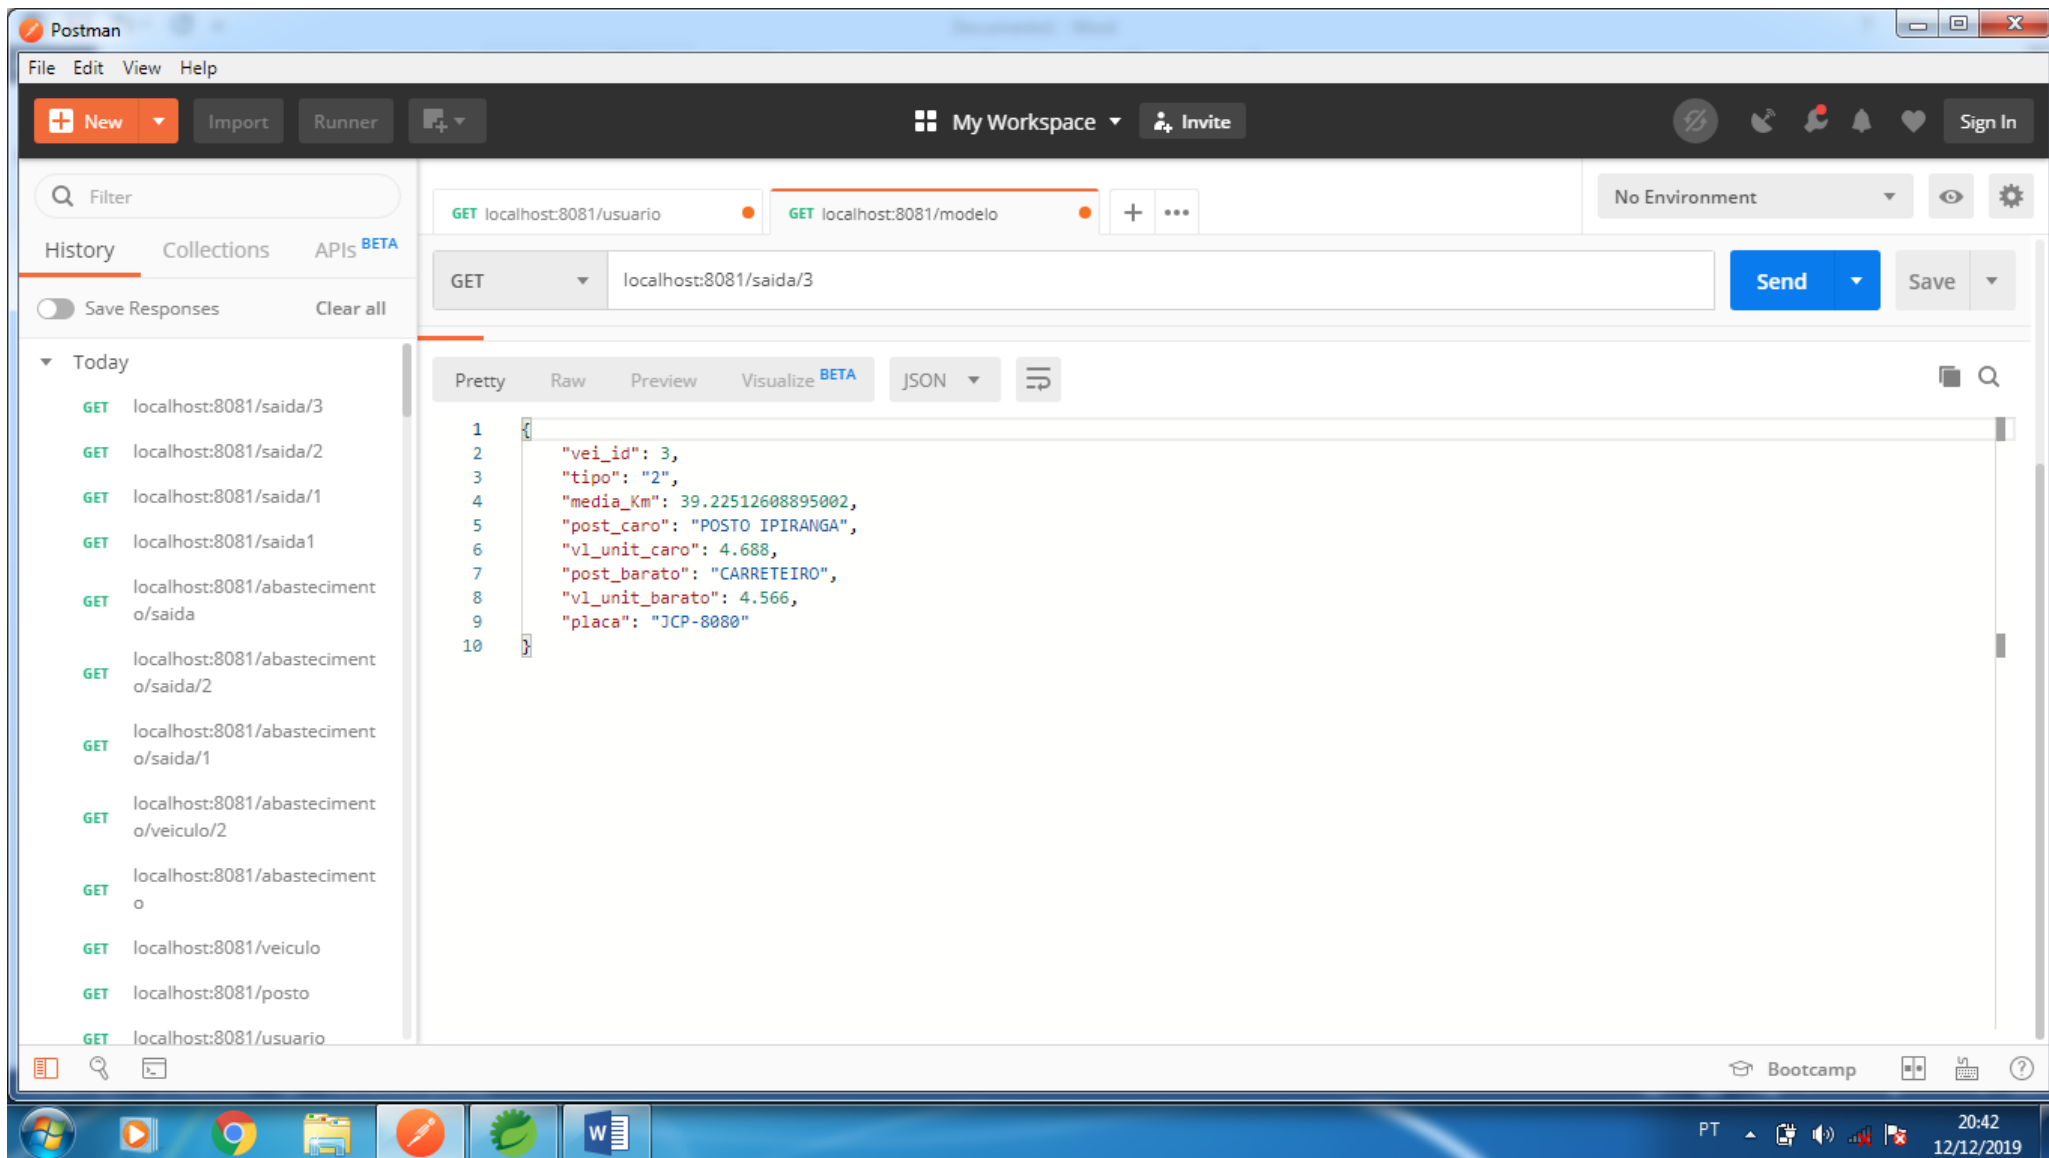 Postman
File Edit View Help
New Import Runner My Workspace Invite Sign In
Filter
GET localhost:8081/usuario GET localhost:8081/modelo No Environment
History Collections APIs BETA
GET localhost:8081/saida/3 Send Save
Save Responses Clear all
Today
GET localhost:8081/saida/3
GET localhost:8081/saida/2
GET localhost:8081/saida/1
GET localhost:8081/saida1
GET localhost:8081/abasteciment
o/saida
GET localhost:8081/abasteciment
o/saida/2
GET localhost:8081/abasteciment
o/saida/1
GET localhost:8081/abasteciment
o/veiculo/2
GET localhost:8081/abasteciment
o
GET localhost:8081/veiculo
GET localhost:8081/posto
GET localhost:8081/usuario
Pretty Raw Preview Visualize BETA JSON
1 {
2 "vei_id": 3,
3 "tipo": "2",
4 "media_Km": 39.22512608895002,
5 "post_caro": "POSTO IPIRANGA",
6 "vl_unit_caro": 4.688,
7 "post_barato": "CARRETEIRO",
8 "vl_unit_barato": 4.566,
9 "placa": "JCP-8080"
10 }
Bootcamp
PT 20:42
12/12/2019